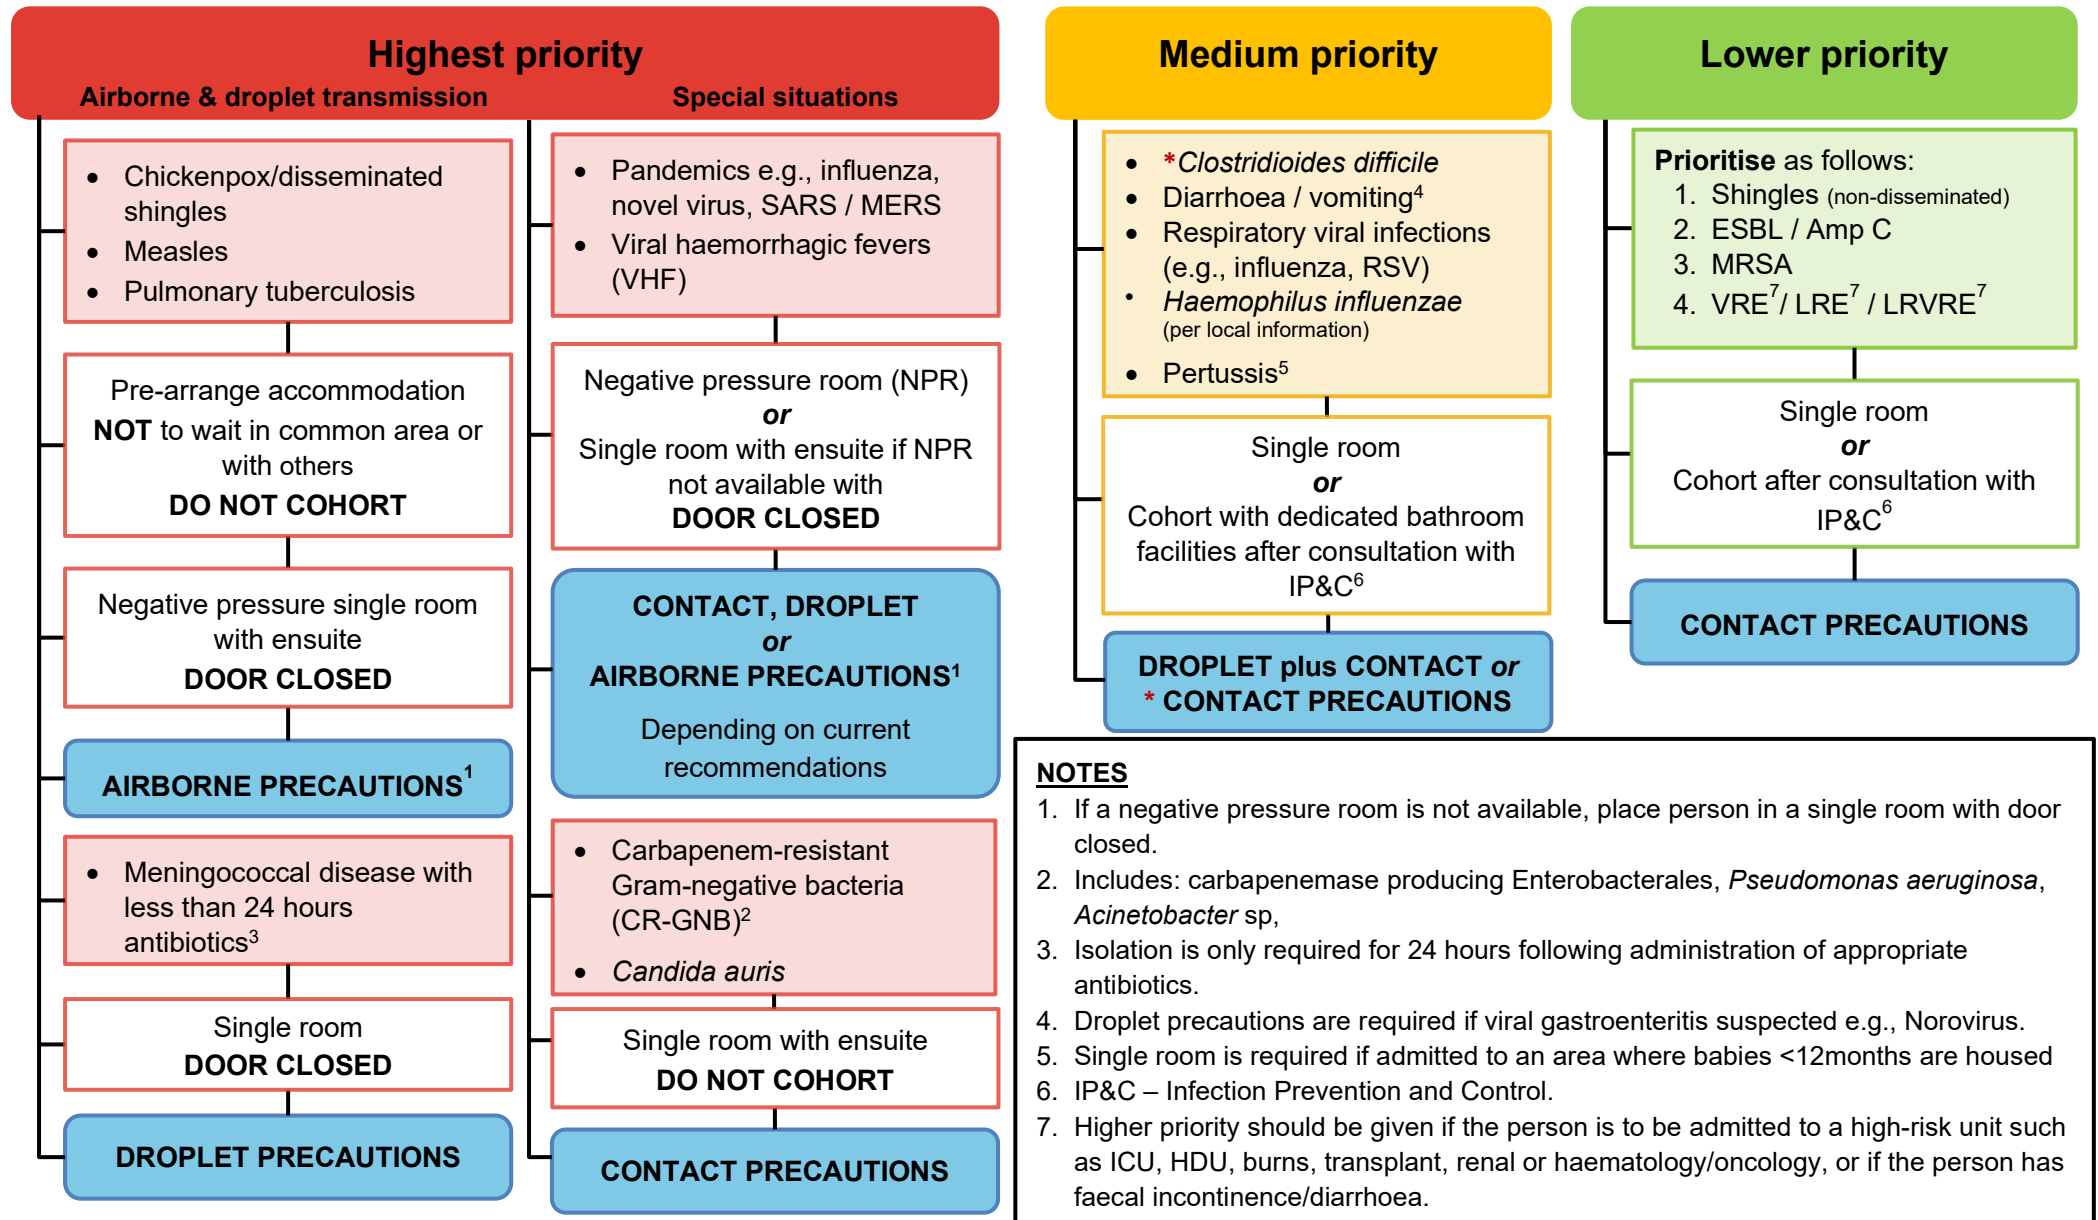 Highest priority
Airborne & droplet transmission
Special situations
• Chickenpox/disseminated
shingles
• Measles
• Pulmonary tuberculosis
Pre-arrange accommodation
NOT to wait in common area or
with others
DO NOT COHORT
Negative pressure single room
with ensuite
DOOR CLOSED
AIRBORNE PRECAUTIONS¹
• Meningococcal disease with
less than 24 hours
antibiotics³
Single room
DOOR CLOSED
DROPLET PRECAUTIONS
• Pandemics e.g., influenza,
novel virus, SARS / MERS
• Viral haemorrhagic fevers
(VHF)
Negative pressure room (NPR)
or
Single room with ensuite if NPR
not available with
DOOR CLOSED
CONTACT, DROPLET
or
AIRBORNE PRECAUTIONS¹
Depending on current
recommendations
• Carbapenem-resistant
Gram-negative bacteria
(CR-GNB)²
• Candida auris
Single room with ensuite
DO NOT COHORT
CONTACT PRECAUTIONS
Medium priority
• *Clostridioides difficile
• Diarrhoea / vomiting⁴
• Respiratory viral infections
(e.g., influenza, RSV)
• Haemophilus influenzae
(per local information)
• Pertussis⁵
Single room
or
Cohort with dedicated bathroom
facilities after consultation with
IP&C⁶
DROPLET plus CONTACT or
* CONTACT PRECAUTIONS
Lower priority
Prioritise as follows:
1. Shingles (non-disseminated)
2. ESBL / Amp C
3. MRSA
4. VRE⁷/ LRE⁷ / LRVRE⁷
Single room
or
Cohort after consultation with
IP&C⁶
CONTACT PRECAUTIONS
NOTES
1. If a negative pressure room is not available, place person in a single room with door
closed.
2. Includes: carbapenemase producing Enterobacterales, Pseudomonas aeruginosa,
Acinetobacter sp,
3. Isolation is only required for 24 hours following administration of appropriate
antibiotics.
4. Droplet precautions are required if viral gastroenteritis suspected e.g., Norovirus.
5. Single room is required if admitted to an area where babies <12months are housed
6. IP&C – Infection Prevention and Control.
7. Higher priority should be given if the person is to be admitted to a high-risk unit such
as ICU, HDU, burns, transplant, renal or haematology/oncology, or if the person has
faecal incontinence/diarrhoea.